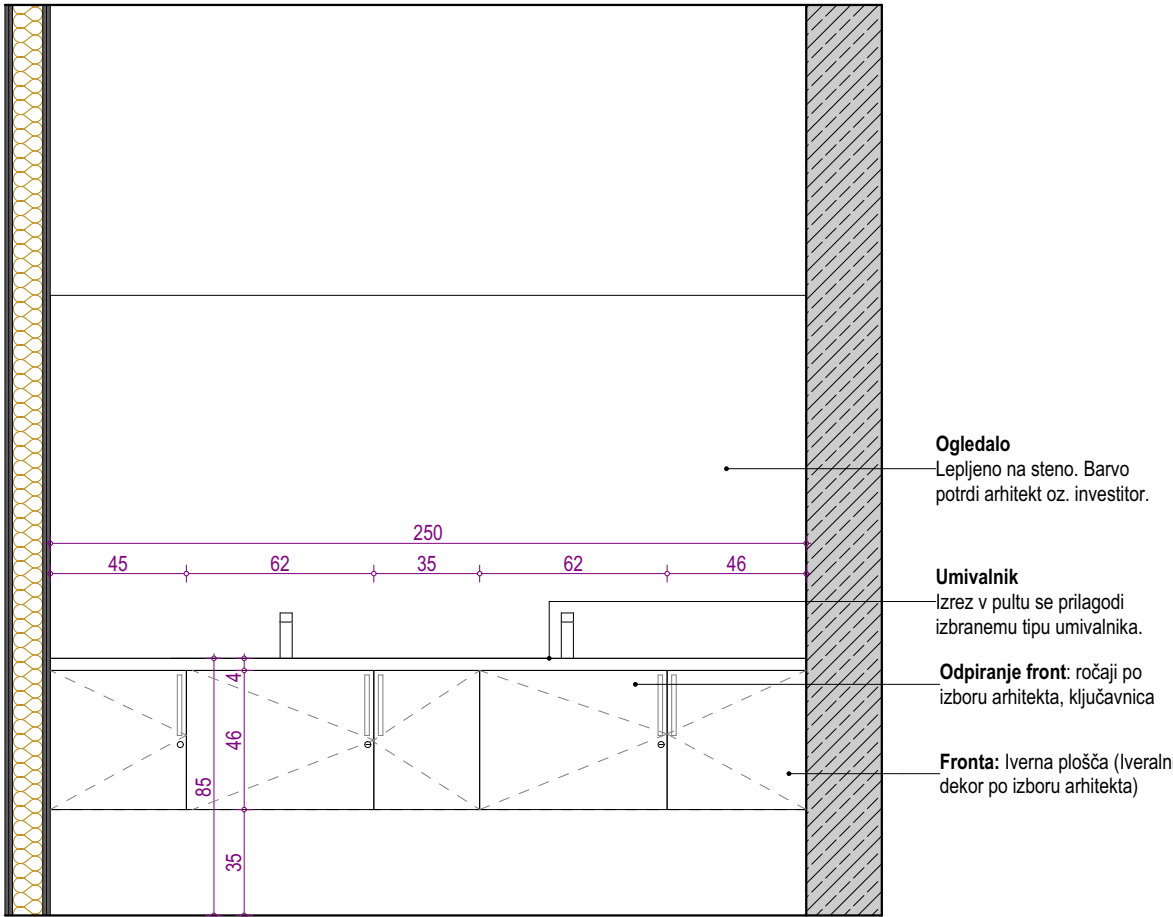 Ogledalo
Lepljeno na steno. Barvo
potrdi arhitekt oz. investitor.
250
45 62 35 62 46
Umivalnik
Izrez v pultu se prilagodi
izbranemu tipu umivalnika.
Odpiranje front: ročaji po
izboru arhitekta, ključavnica
4
46
85
35
Fronta: Iverna plošča (Iveralni
dekor po izboru arhitekta)